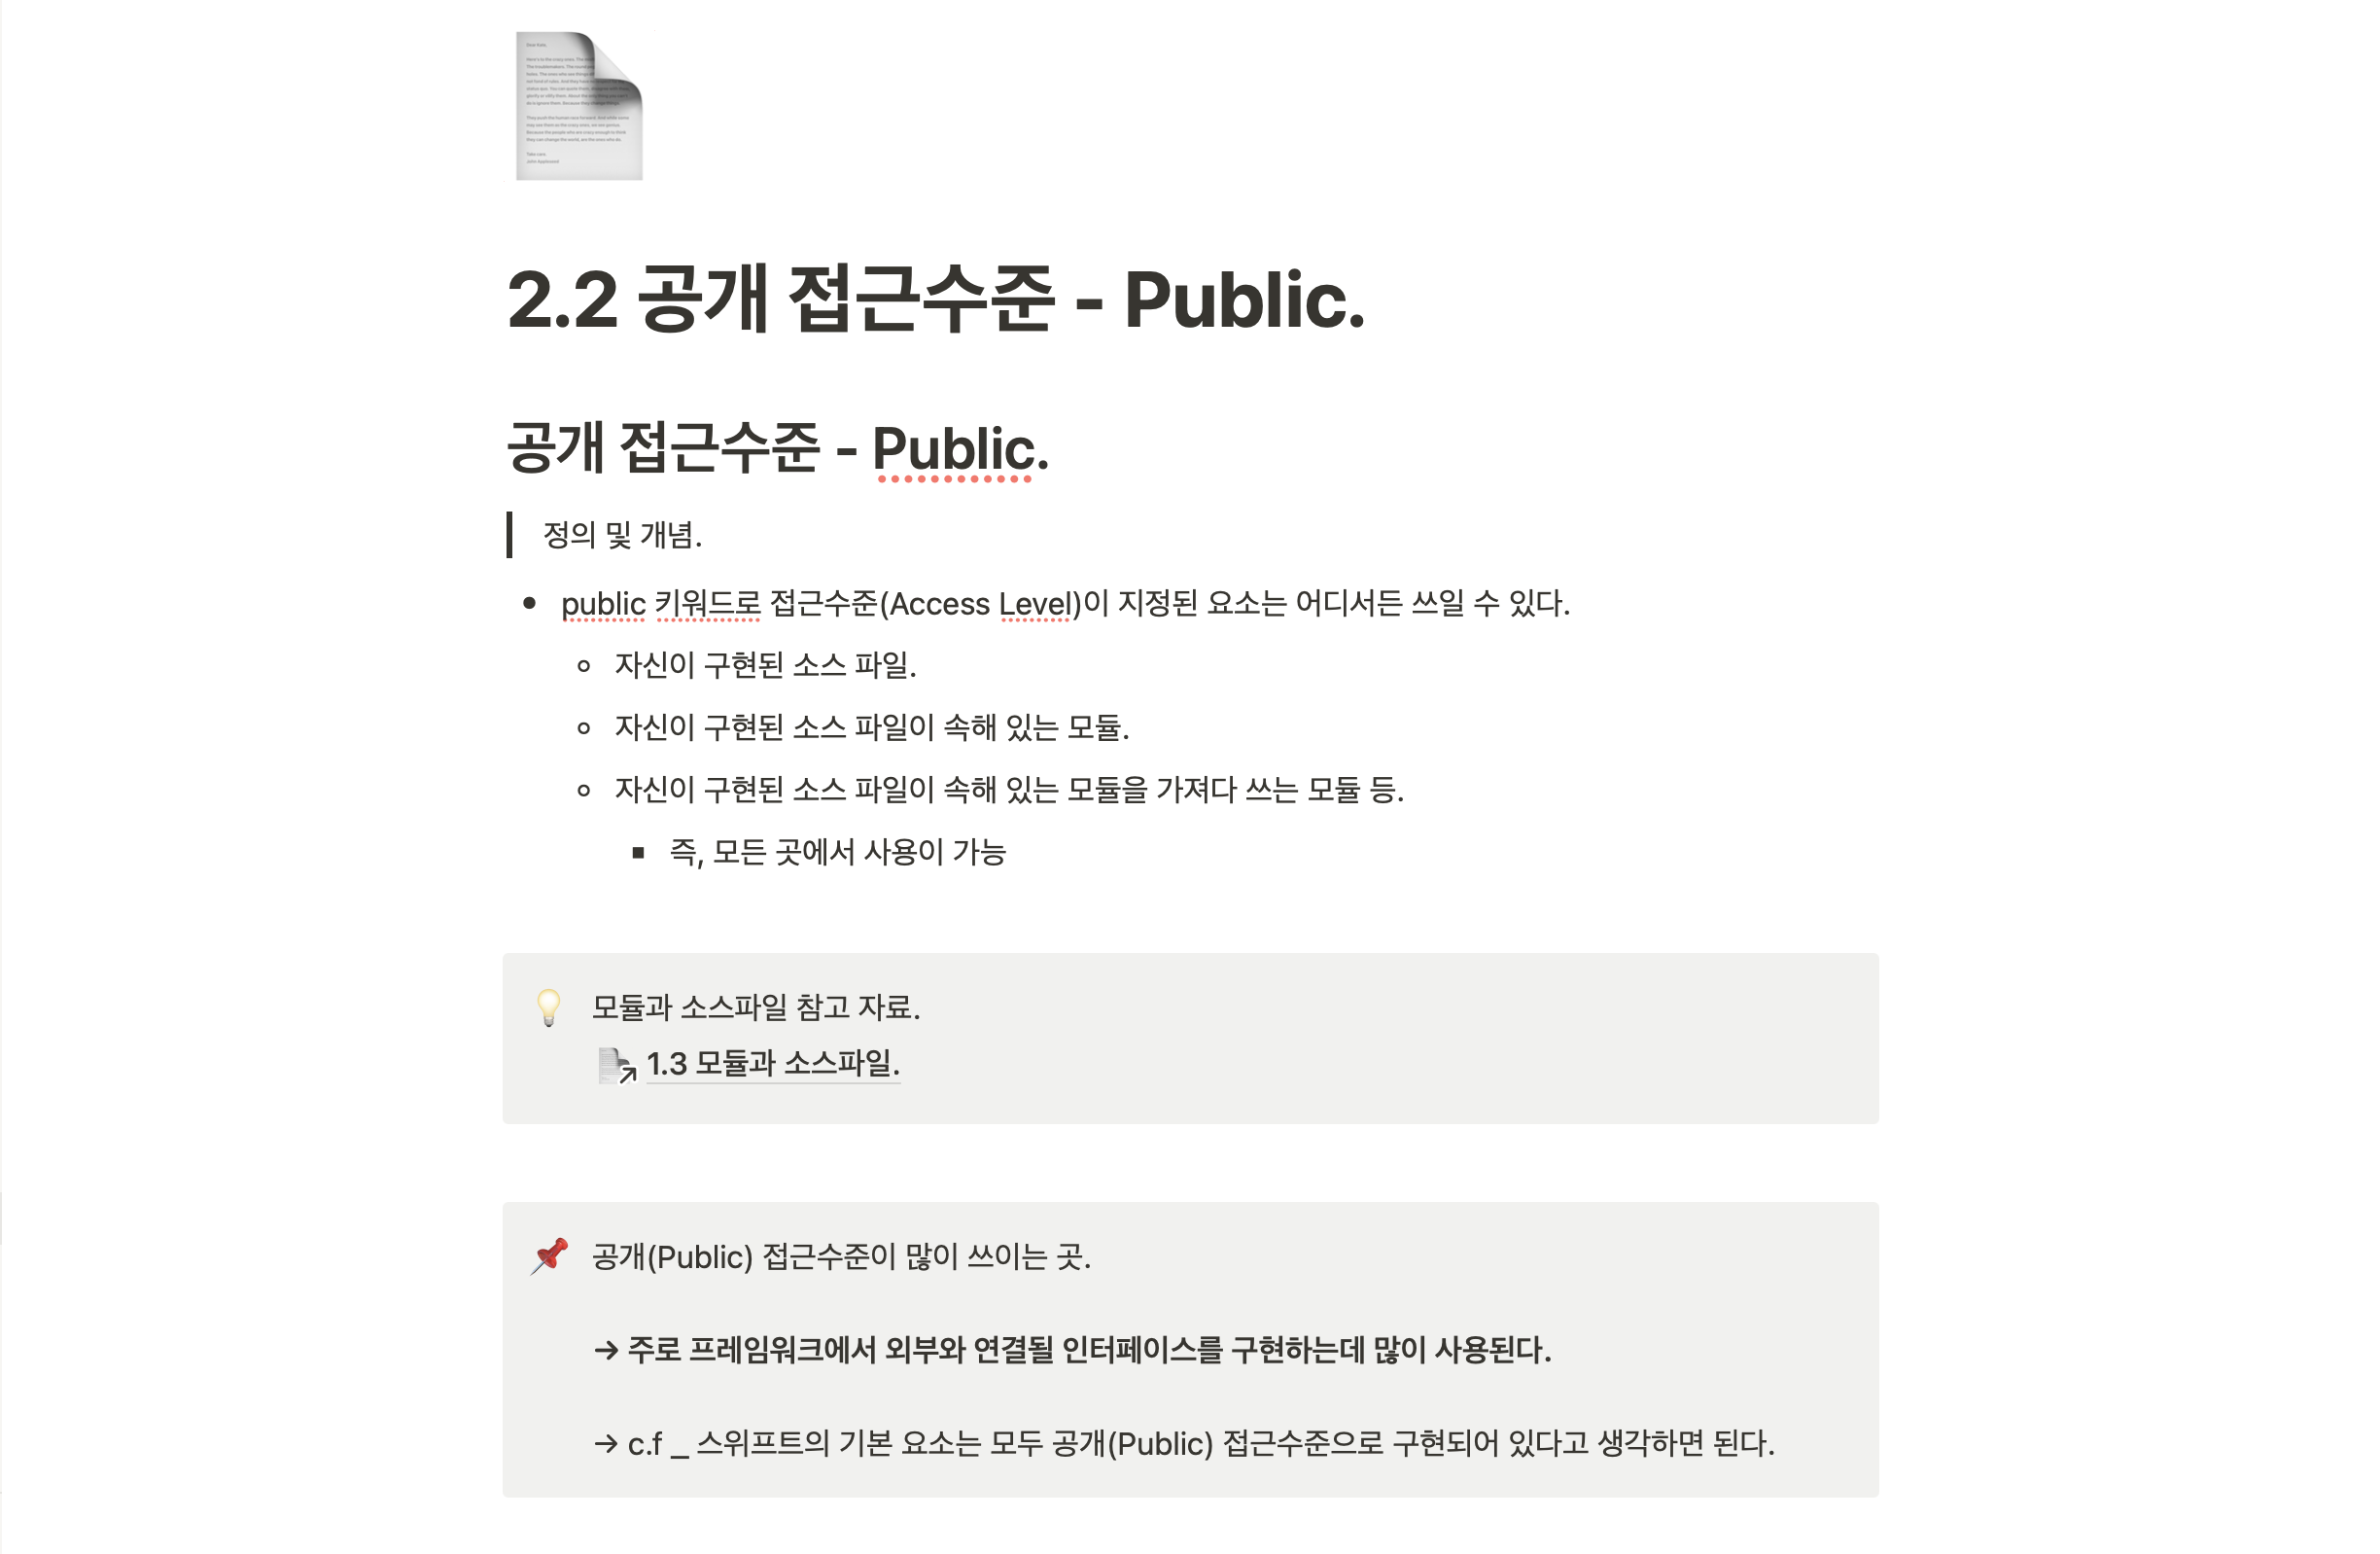 2.2 공개 접근수준 - Public.
공개 접근수준 - Public.
정의 및 개념.
public 키워드로 접근수준(Access Level)이 지정된 요소는 어디서든 쓰일 수 있다.
자신이 구현된 소스 파일.
자신이 구현된 소스 파일이 속해 있는 모듈.
자신이 구현된 소스 파일이 속해 있는 모듈을 가져다 쓰는 모듈 등.
즉, 모든 곳에서 사용이 가능
모듈과 소스파일 참고 자료.
1.3 모듈과 소스파일.
공개(Public) 접근수준이 많이 쓰이는 곳.
→ 주로 프레임워크에서 외부와 연결될 인터페이스를 구현하는데 많이 사용된다.
→ c.f _ 스위프트의 기본 요소는 모두 공개(Public) 접근수준으로 구현되어 있다고 생각하면 된다.